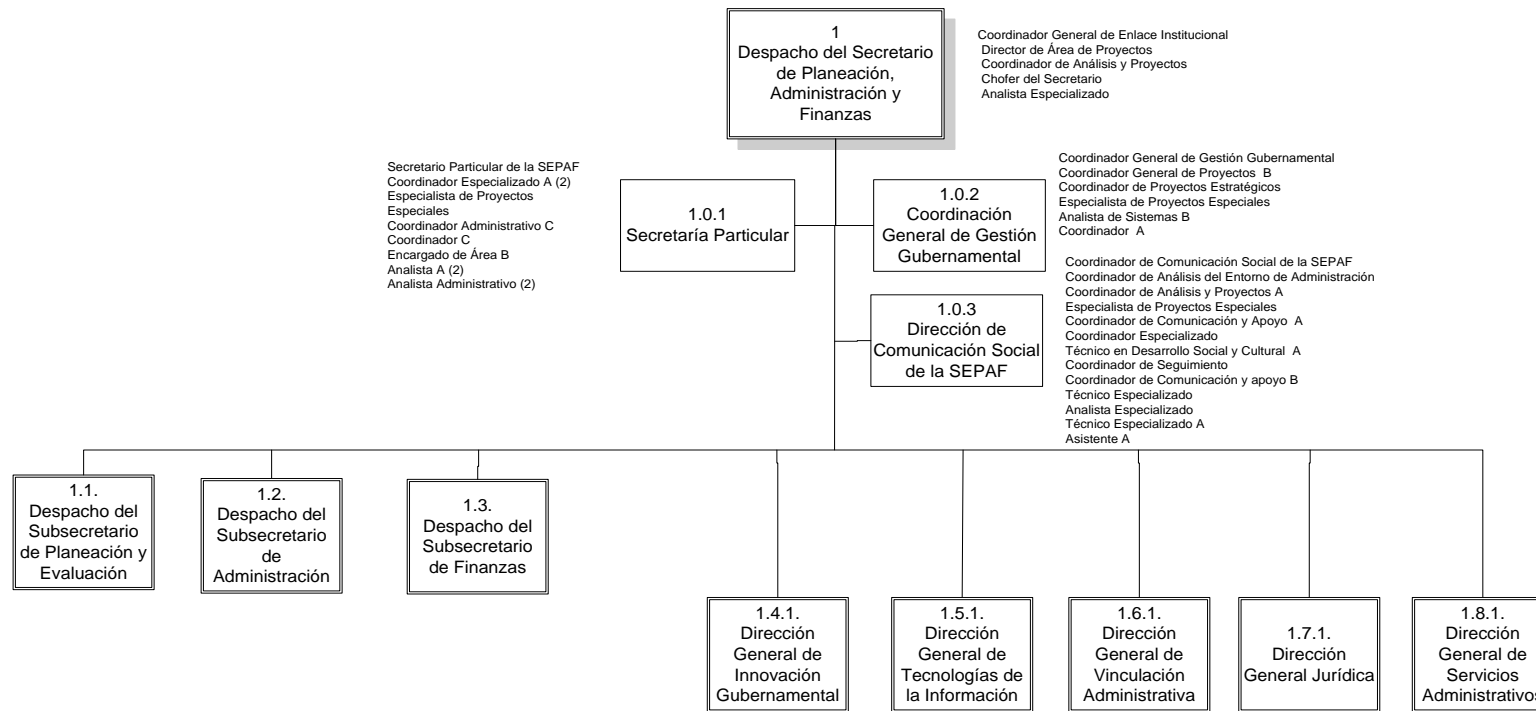 1
Despacho del Secretario
de Planeación,
Administración y
Finanzas
Coordinador General de Enlace Institucional
Director de Área de Proyectos
Coordinador de Análisis y Proyectos
Chofer del Secretario
Analista Especializado
Secretario Particular de la SEPAF
Coordinador Especializado A (2)
Especialista de Proyectos
Especiales
Coordinador Administrativo C
Coordinador C
Encargado de Área B
Analista A (2)
Analista Administrativo (2)
1.0.1
Secretaría Particular
1.0.2
Coordinación
General de Gestión
Gubernamental
Coordinador General de Gestión Gubernamental
Coordinador General de Proyectos B
Coordinador de Proyectos Estratégicos
Especialista de Proyectos Especiales
Analista de Sistemas B
Coordinador A
1.0.3
Dirección de
Comunicación Social
de la SEPAF
Coordinador de Comunicación Social de la SEPAF
Coordinador de Análisis del Entorno de Administración
Coordinador de Análisis y Proyectos A
Especialista de Proyectos Especiales
Coordinador de Comunicación y Apoyo A
Coordinador Especializado
Técnico en Desarrollo Social y Cultural A
Coordinador de Seguimiento
Coordinador de Comunicación y apoyo B
Técnico Especializado
Analista Especializado
Técnico Especializado A
Asistente A
1.1.
Despacho del
Subsecretario
de Planeación y
Evaluación
1.2.
Despacho del
Subsecretario
de
Administración
1.3.
Despacho del
Subsecretario
de Finanzas
1.4.1.
Dirección
General de
Innovación
Gubernamental
1.5.1.
Dirección
General de
Tecnologías de
la Información
1.6.1.
Dirección
General de
Vinculación
Administrativa
1.7.1.
Dirección
General Jurídica
1.8.1.
Dirección
General de
Servicios
Administrativos